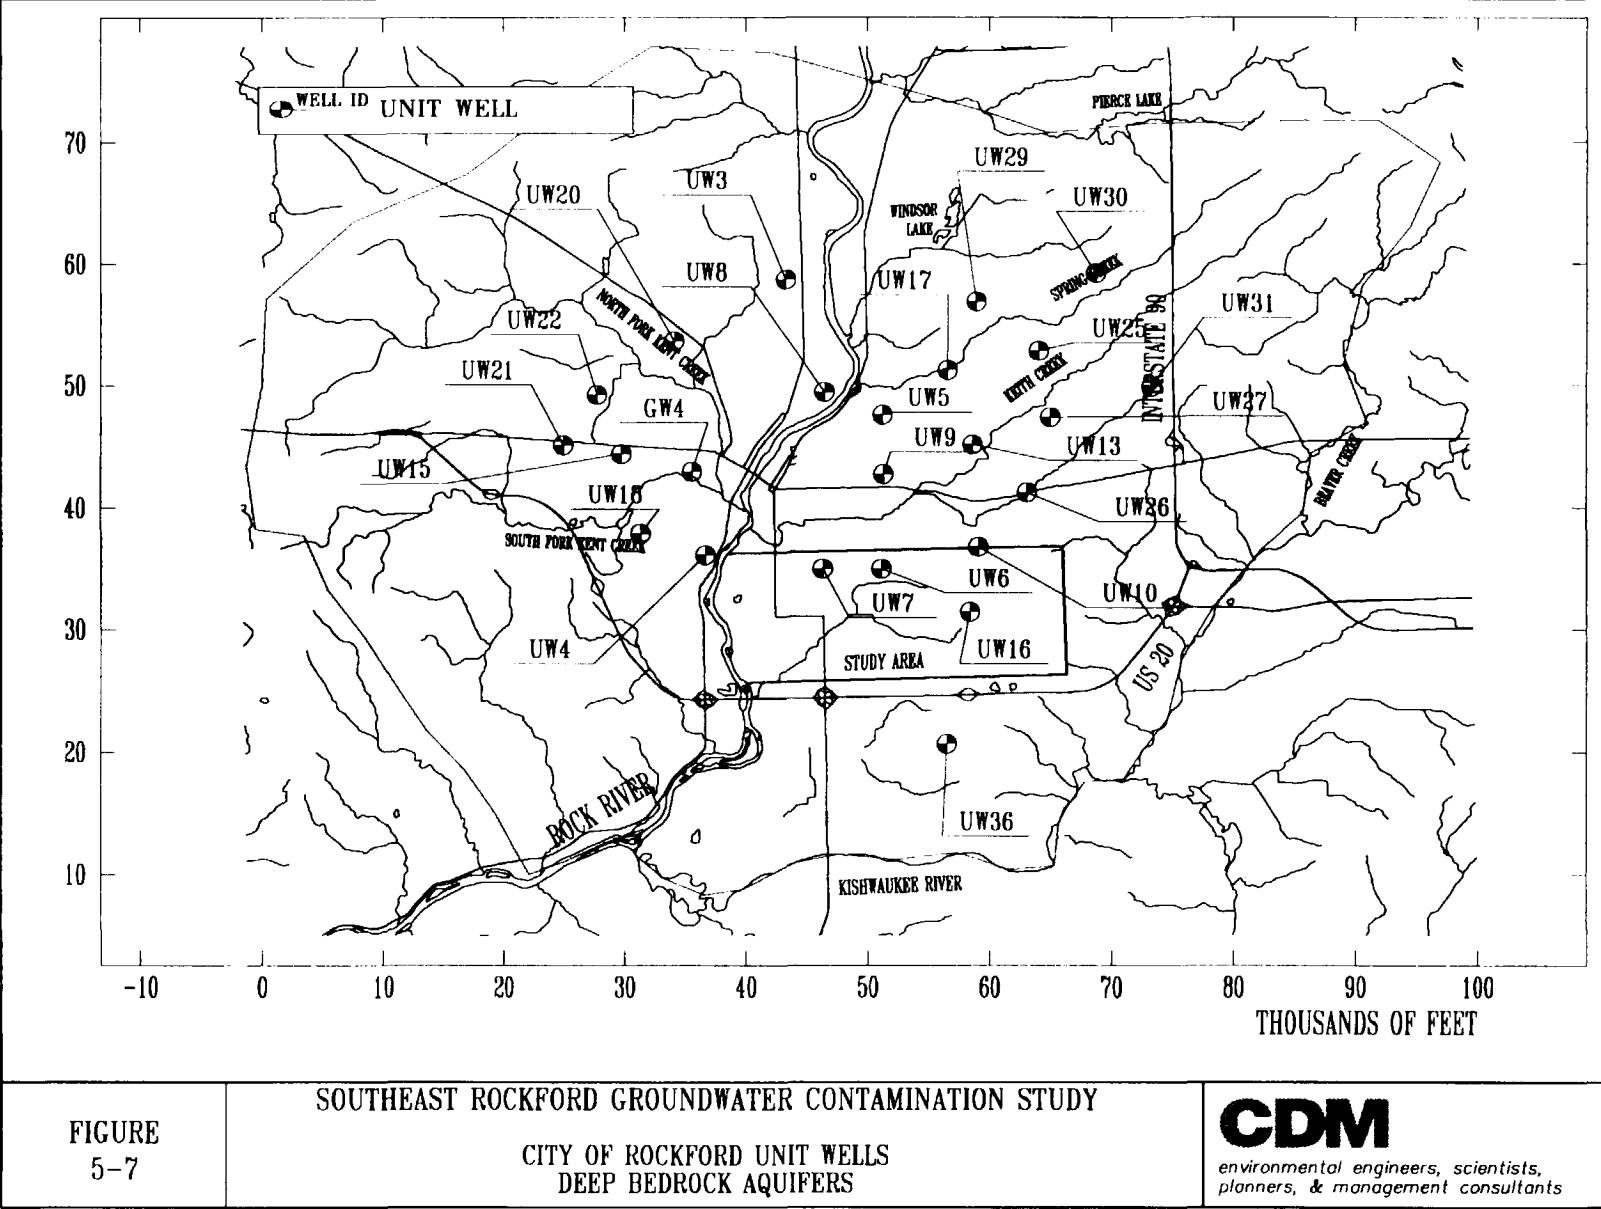 WELL ID UNIT WELL
PIERCE LAKE
70
UW29
UW3
UW20
UW30
WINDSOR
LAKE
60
UW8
UW17
SPRING CREEK
NORTH FORK KENT CREEK
UW22
UW31
UW25
INTERSTATE 90
UW21
KEITH CREEK
50
GW4
UW5
UW27
UW9
UW13
UW15
BEAVER CREEK
UW18
40
UW26
SOUTH FORK KENT CREEK
UW6
UW10
UW7
30
UW4
UW16
STUDY AREA
US 20
20
ROCK RIVER
UW36
10
KISHWAUKEE RIVER
-10 0 10 20 30 40 50 60 70 80 90 100
THOUSANDS OF FEET
FIGURE
5-7
SOUTHEAST ROCKFORD GROUNDWATER CONTAMINATION STUDY
CITY OF ROCKFORD UNIT WELLS
DEEP BEDROCK AQUIFERS
CDM
environmental engineers, scientists,
planners, & management consultants